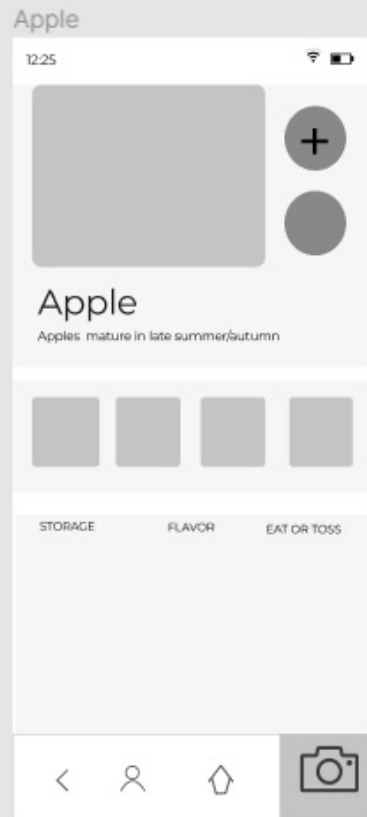 Apple
12:25
+
Apple
Apples mature in late summer/autumn
STORAGE FLAVOR EAT OR TOSS